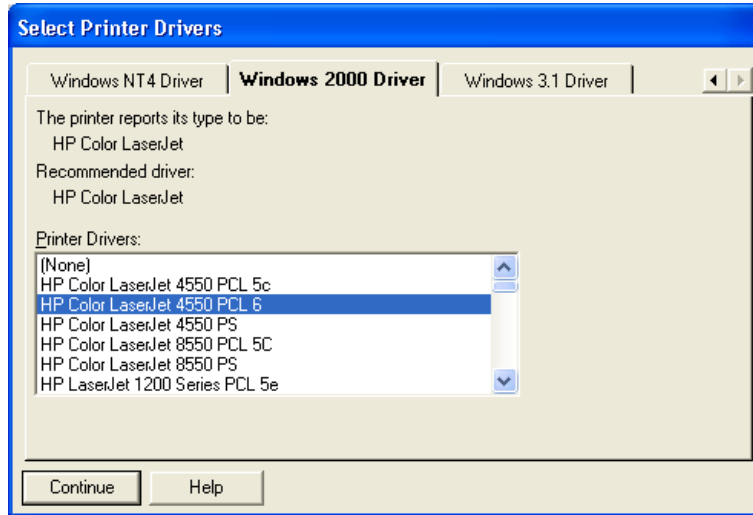 Select Printer Drivers
Windows NT4 Driver Windows 2000 Driver Windows 3.1 Driver
The printer reports its type to be:
HP Color LaserJet
Recommended driver:
HP Color LaserJet
Printer Drivers:
(None)
HP Color LaserJet 4550 PCL 5c
HP Color LaserJet 4550 PCL 6
HP Color LaserJet 4550 PS
HP Color LaserJet 8550 PCL 5C
HP Color LaserJet 8550 PS
HP LaserJet 1200 Series PCL 5e
Continue Help